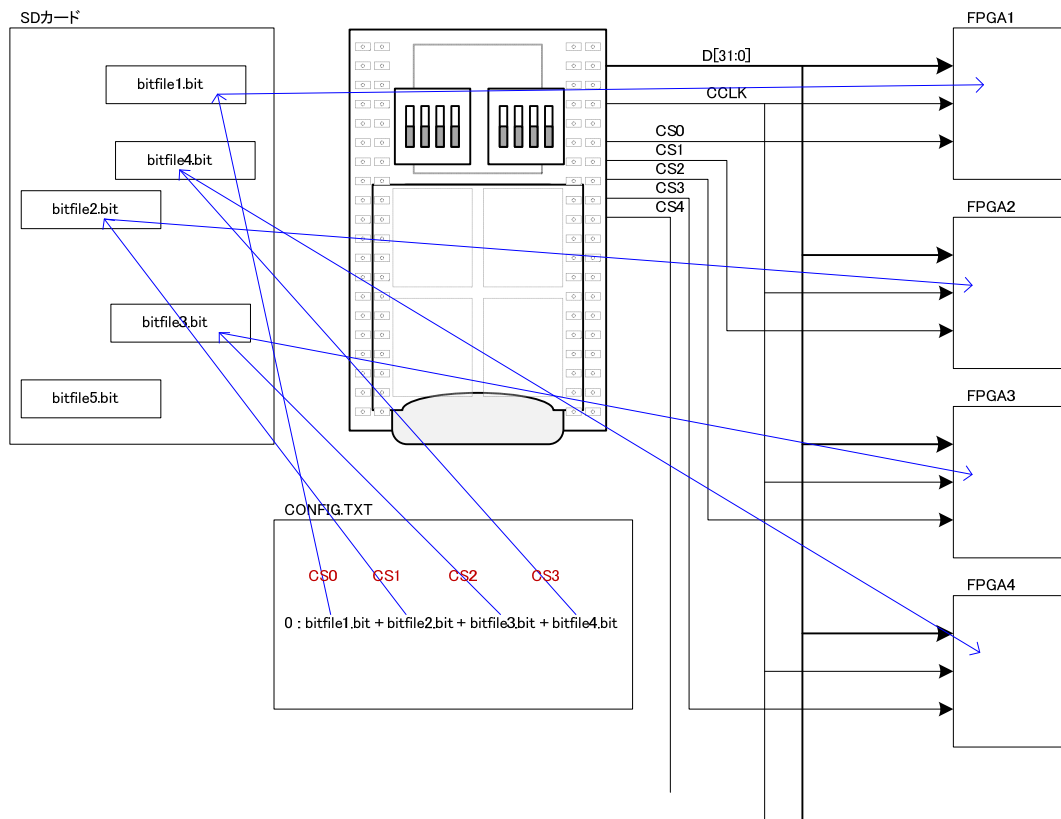 SDカード
bitfile1.bit
bitfile4.bit
bitfile2.bit
bitfile3.bit
bitfile5.bit
D[31:0]
CCLK
CS0
CS1
CS2
CS3
CS4
FPGA1
FPGA2
FPGA3
FPGA4
CONFIG.TXT
CS0 CS1 CS2 CS3
0 : bitfile1.bit + bitfile2.bit + bitfile3.bit + bitfile4.bit